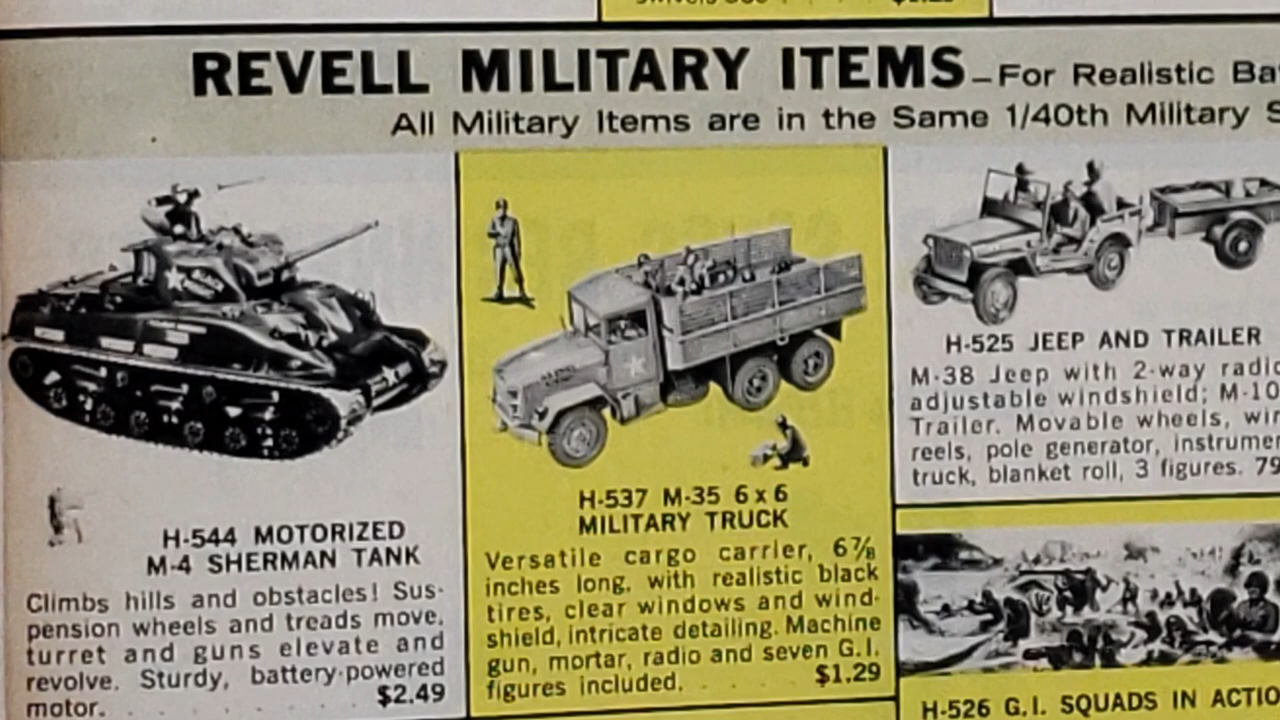 REVELL MILITARY ITEMS—For Realistic
All Military Items are in the Same 1/40th Military
H-544 MOTORIZED
M-4 SHERMAN TANK
Climbs hills and obstacles! Sus-
pension wheels and treads move,
turret and guns elevate and
revolve. Sturdy, battery-powered
motor. . . . . . . . . $2.49
H-537 M-35 6 x 6
MILITARY TRUCK
Versatile cargo carrier, 6⅞
inches long, with realistic black
tires, clear windows and wind-
shield, intricate detailing. Machine
gun, mortar, radio and seven G.I.
figures included. . . . . $1.29
H-525 JEEP AND TRAILER
M-38 Jeep with 2-way radio
adjustable windshield; M-10
Trailer. Movable wheels,
reels, pole generator,
truck, blanket roll, 3 figures. 79
H-526 G.I. SQUADS IN